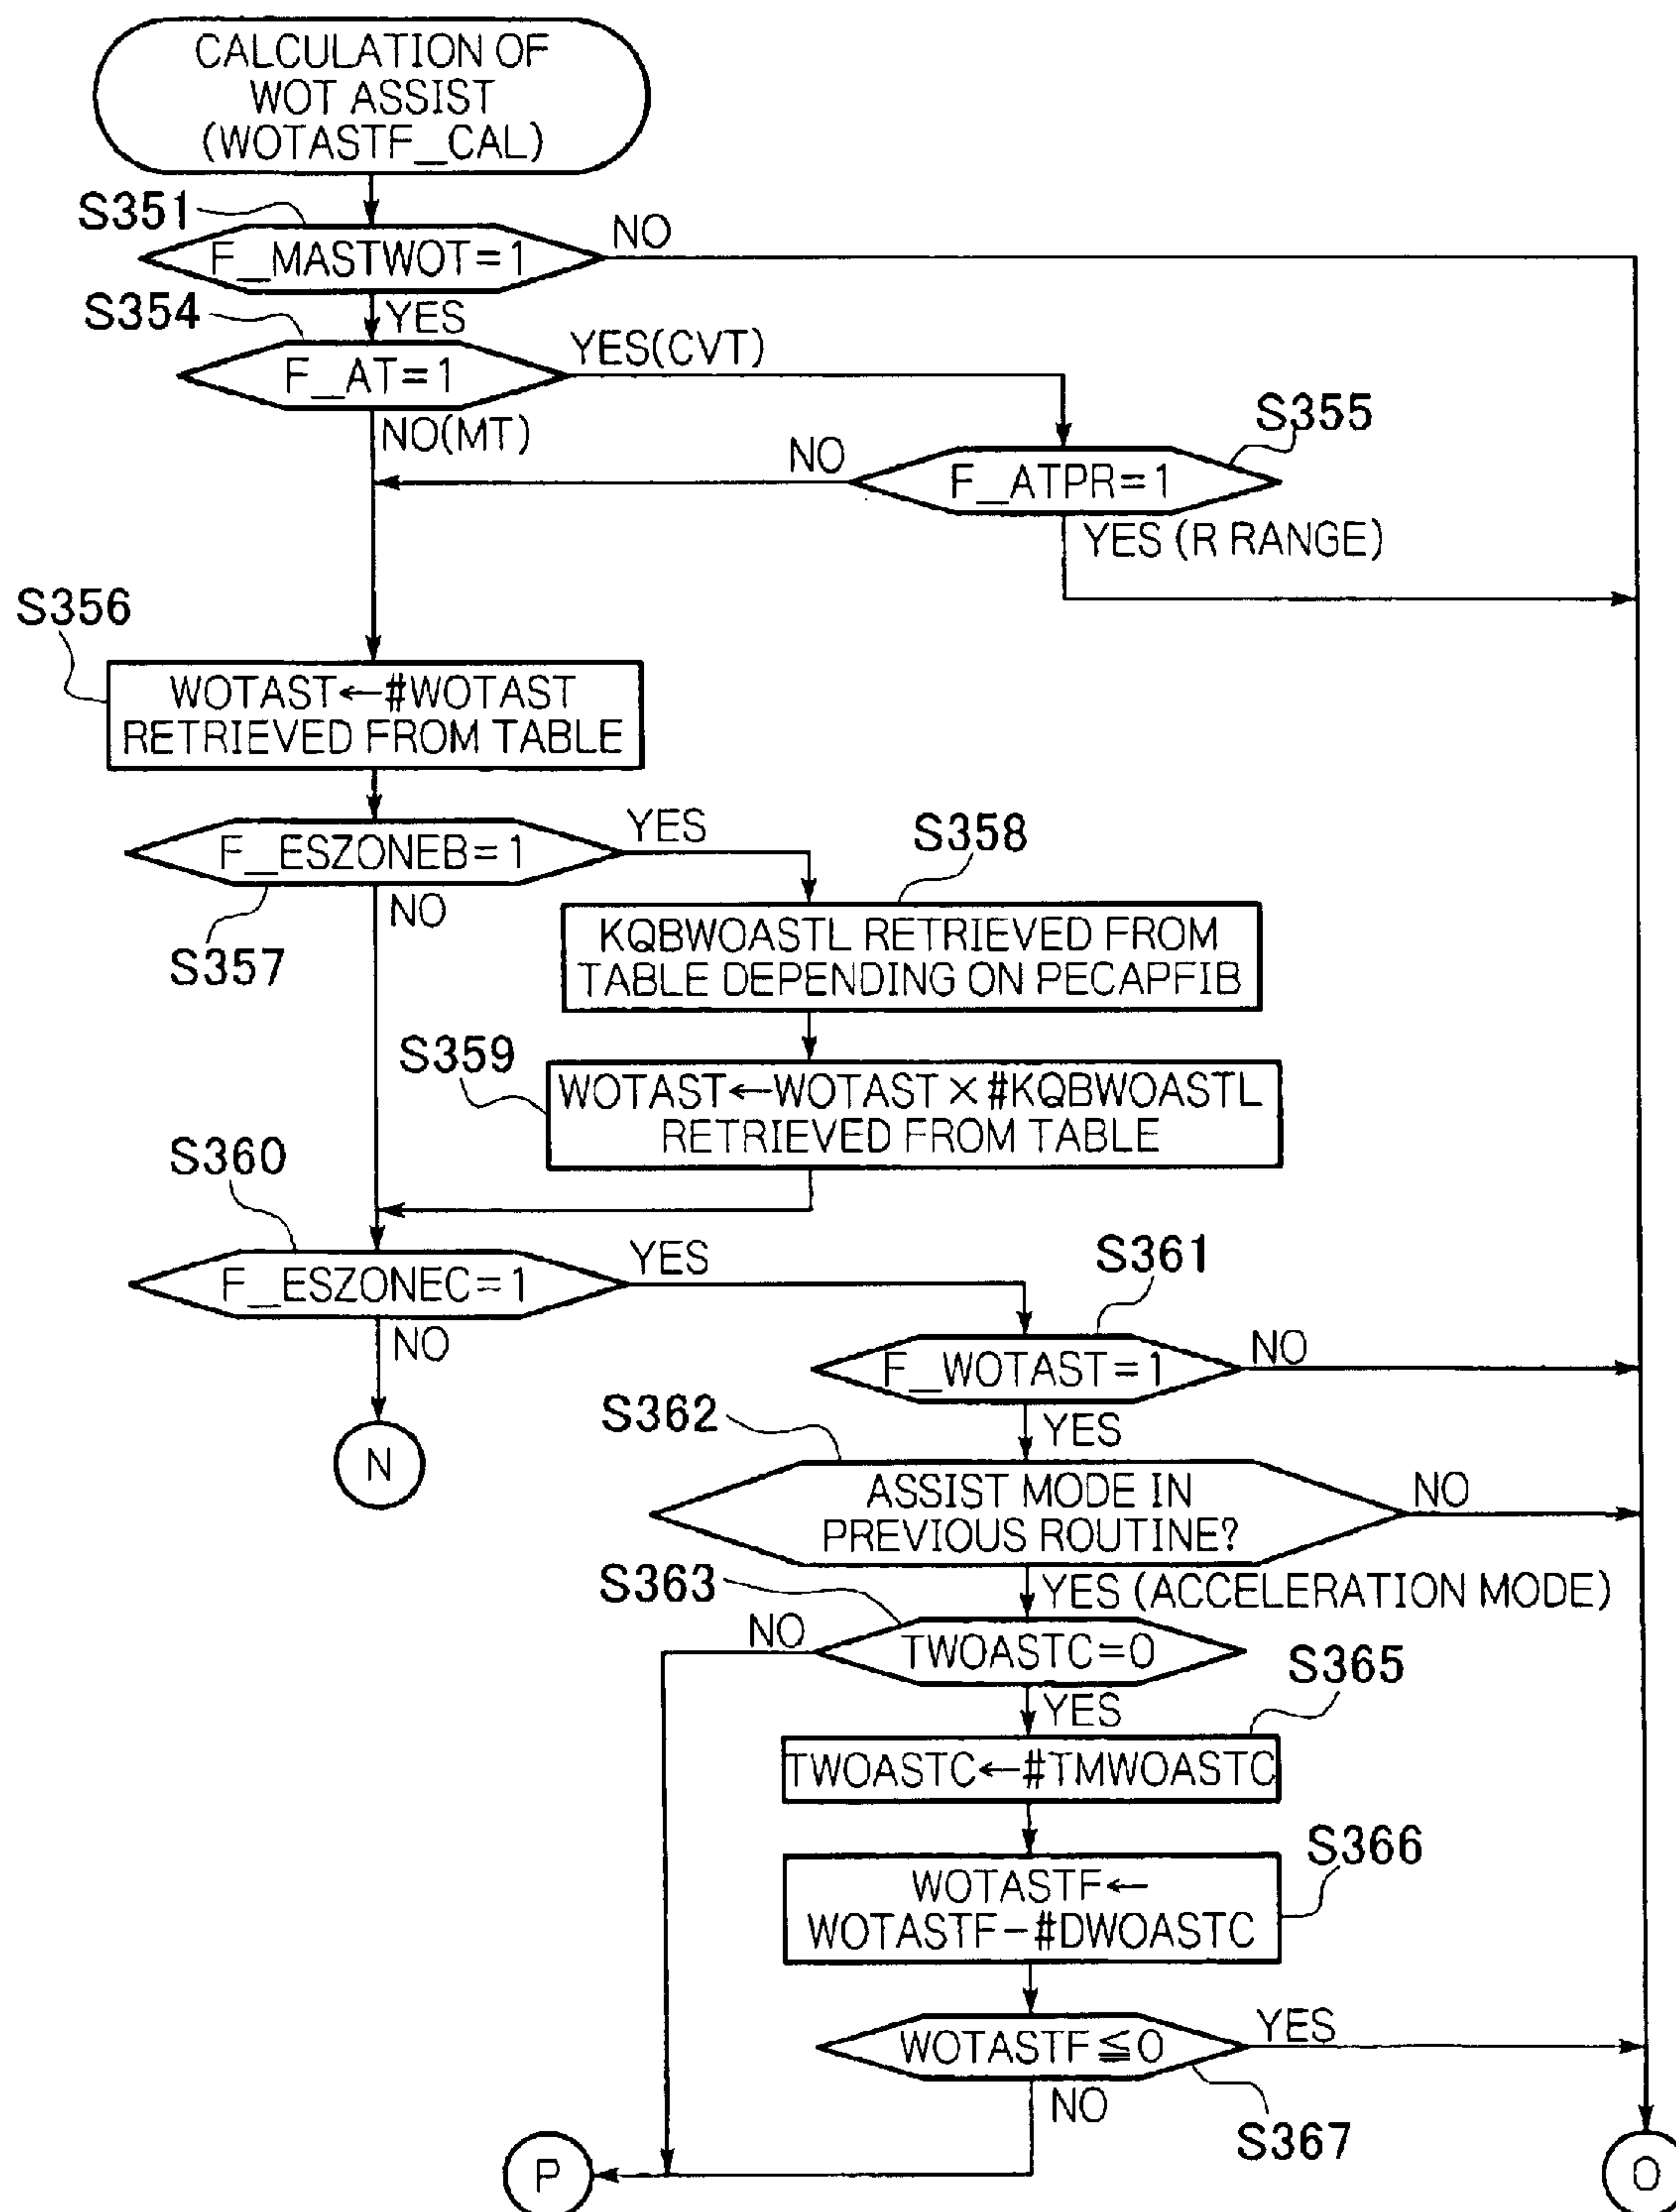 CALCULATION OF
WOT ASSIST
(WOTASTF_CAL)
S351
F_MASTWOT=1
NO
YES
S354
F_AT=1
YES(CVT)
NO(MT)
S355
F_ATPR=1
NO
YES (R RANGE)
S356
WOTAST←#WOTAST
RETRIEVED FROM TABLE
F_ESZONEB=1
YES
NO
S357
S358
KQBWOASTL RETRIEVED FROM
TABLE DEPENDING ON PECAPFIB
S359
WOTAST←WOTAST×#KQBWOASTL
RETRIEVED FROM TABLE
S360
F_ESZONEC=1
YES
NO
N
S361
F_WOTAST=1
NO
YES
S362
ASSIST MODE IN
PREVIOUS ROUTINE?
NO
YES (ACCELERATION MODE)
S363
TWOASTC=0
NO
YES
S365
TWOASTC←#TMWOASTC
S366
WOTASTF←
WOTASTF-#DWOASTC
WOTASTF≦0
YES
NO
S367
P
O